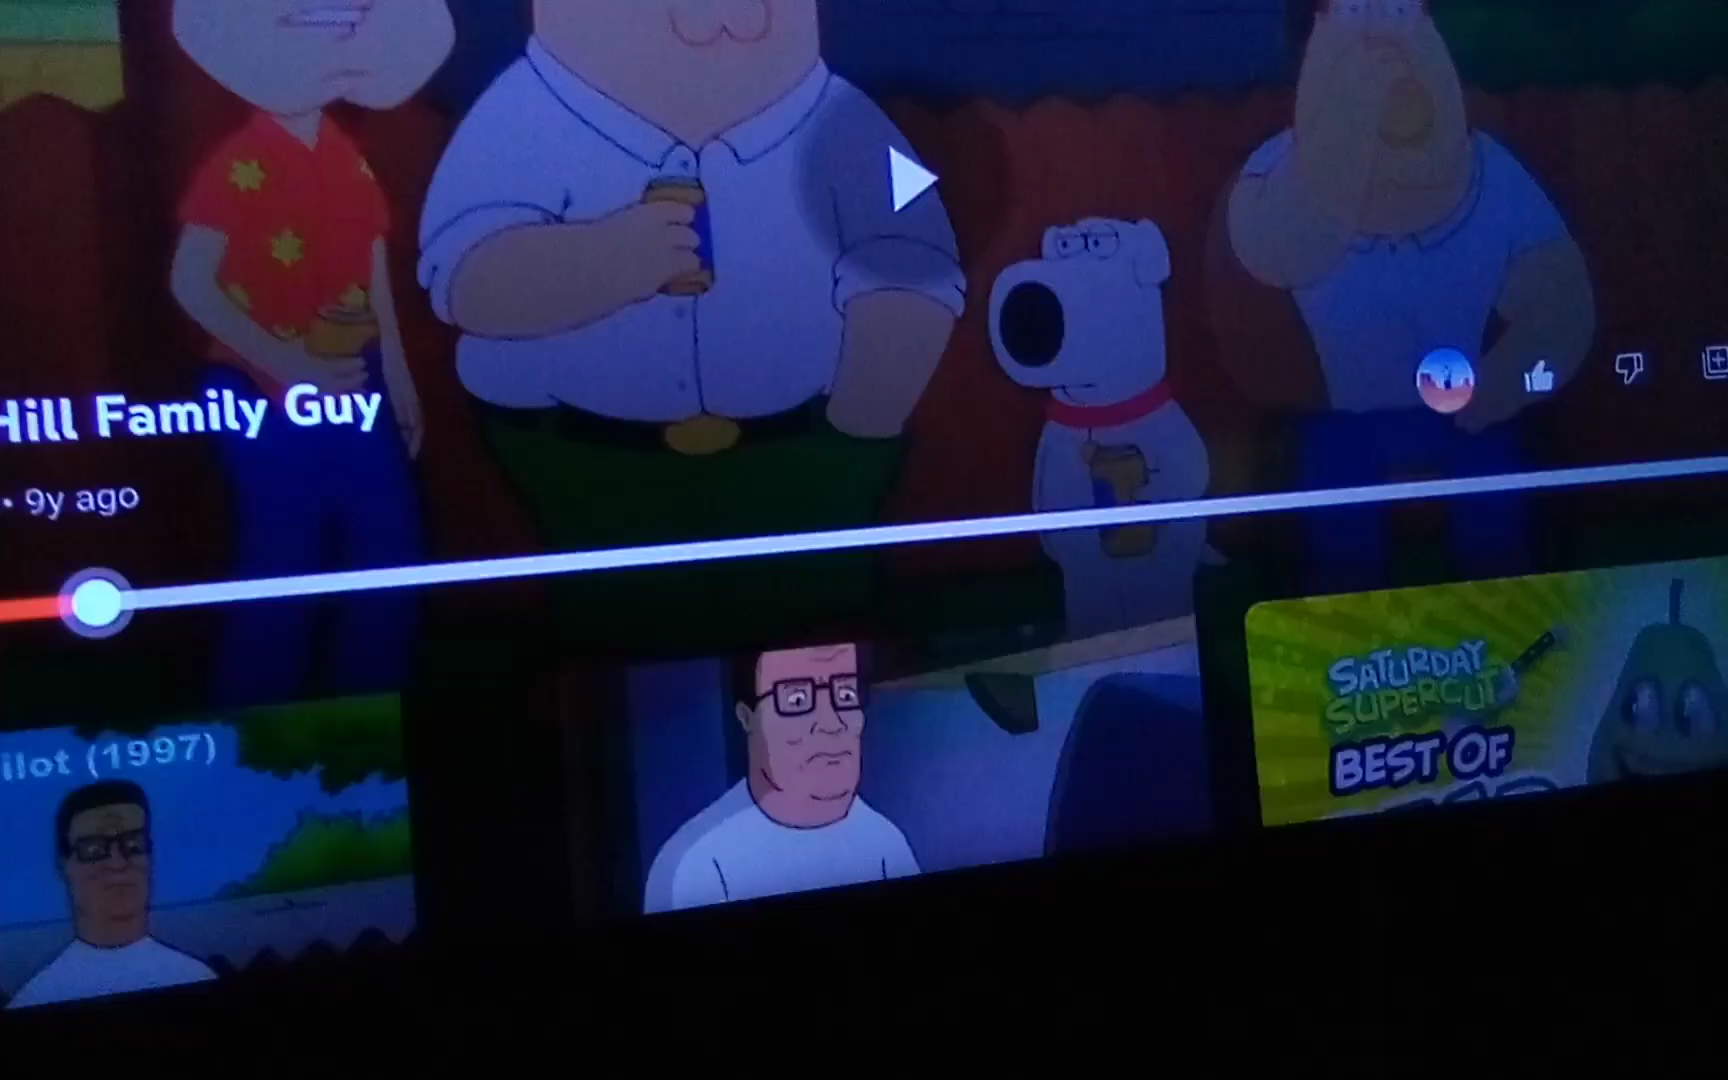 Hill Family Guy
• 9y ago
ilot (1997)
SATURDAY
SUPERCUT
BEST OF